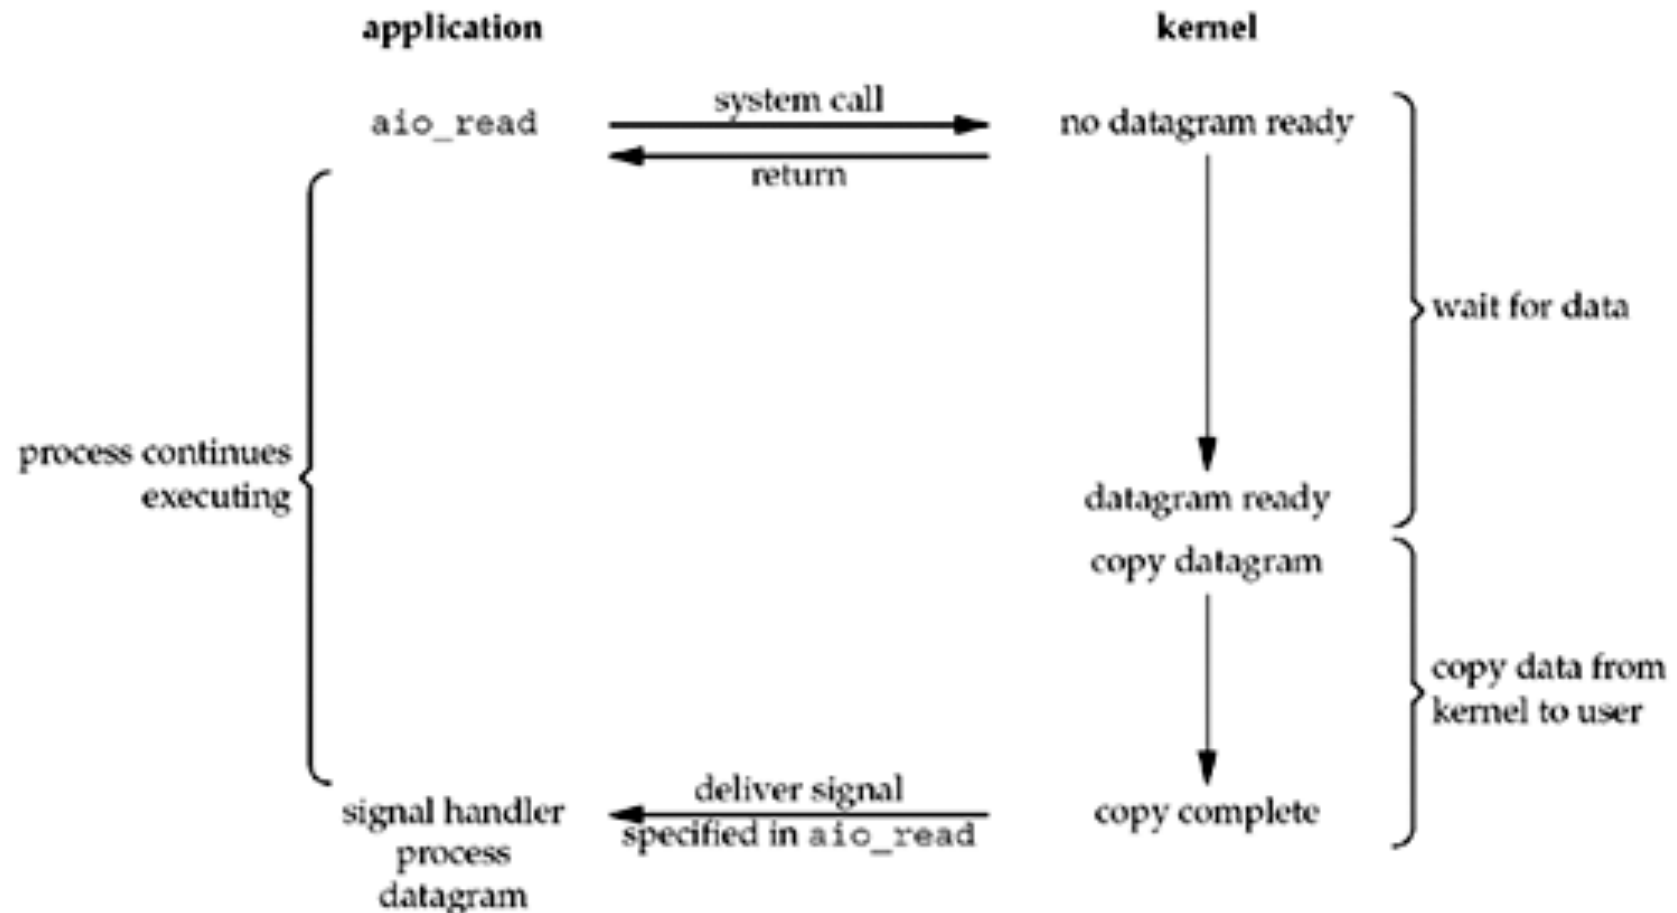 application
kernel
aio_read
system call
no datagram ready
return
wait for data
process continues
executing
datagram ready
copy datagram
copy data from
kernel to user
deliver signal
signal handler
specified in aio_read
copy complete
process
datagram